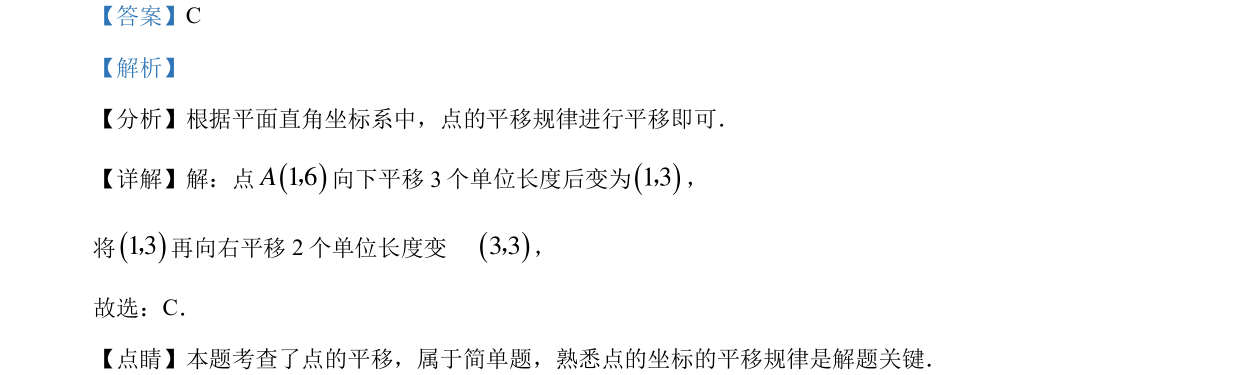 【答案】C
【解析】
【分析】根据平面直角坐标系中，点的平移规律进行平移即可．
【详解】解：点 A(1,6) 向下平移 3 个单位长度后变为(1,3)，
将(1,3)再向右平移 2 个单位长度变 (3,3)，
故选：C．
【点睛】本题考查了点的平移，属于简单题，熟悉点的坐标的平移规律是解题关键．